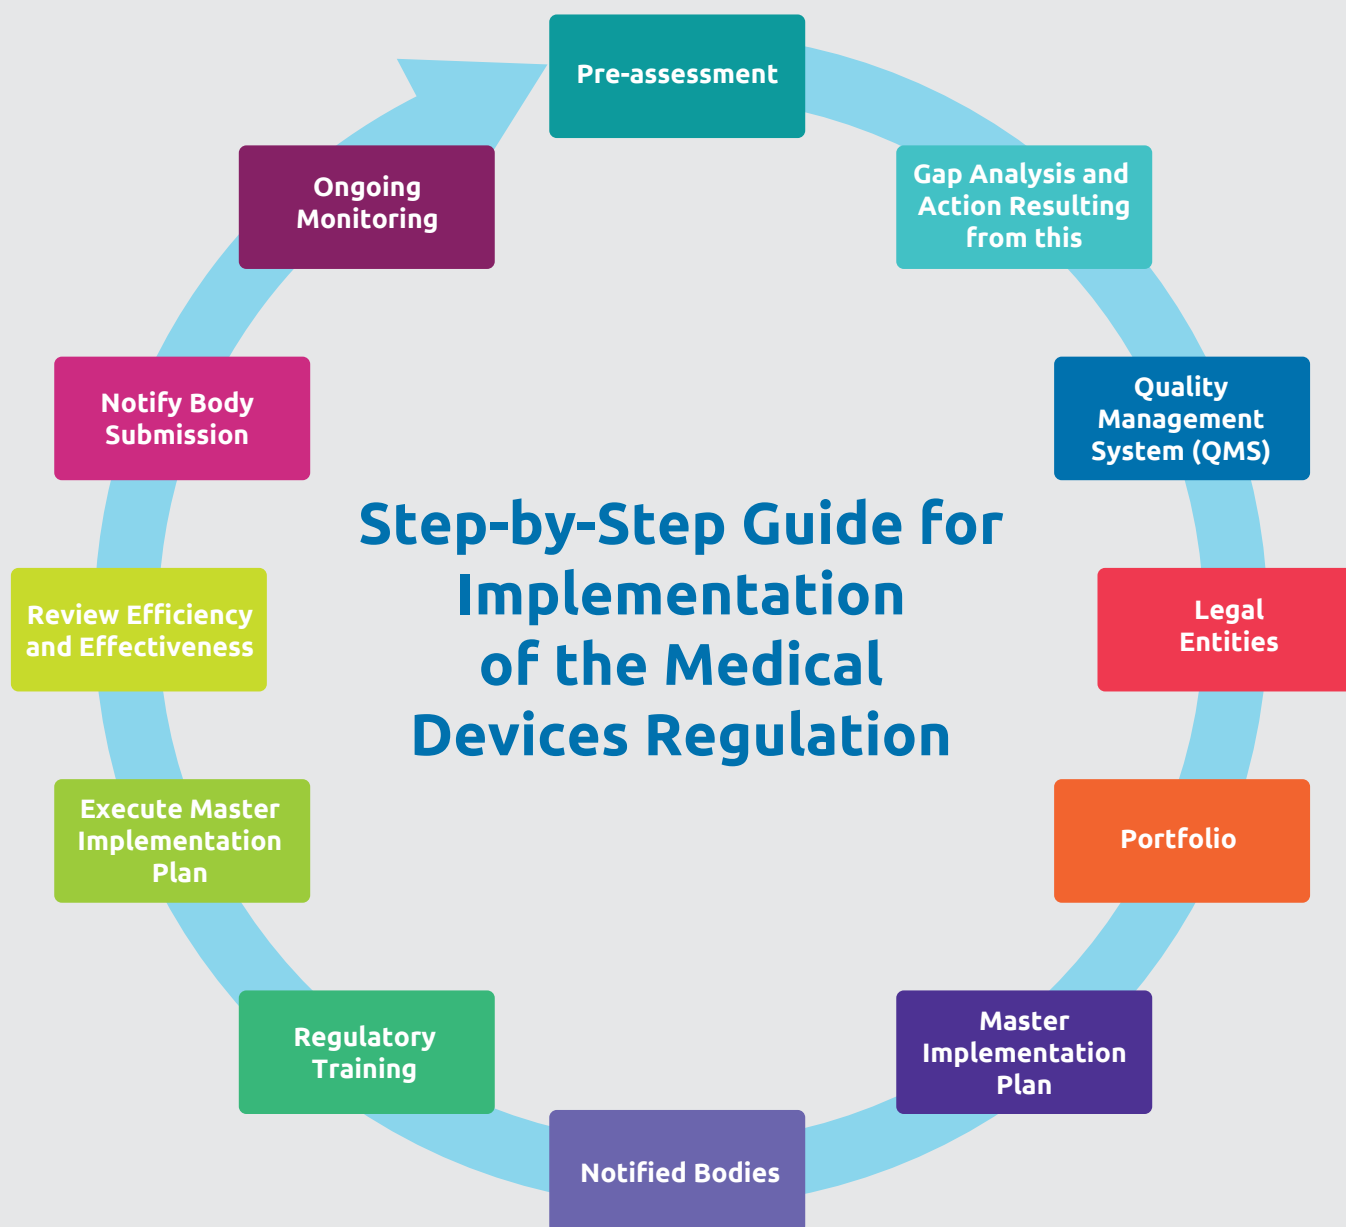 Pre-assessment
Gap Analysis and
Action Resulting
from this
Quality
Management
System (QMS)
Legal
Entities
Portfolio
Master
Implementation
Plan
Notified Bodies
Regulatory
Training
Execute Master
Implementation
Plan
Review Efficiency
and Effectiveness
Notify Body
Submission
Ongoing
Monitoring
Step-by-Step Guide for
Implementation
of the Medical
Devices Regulation